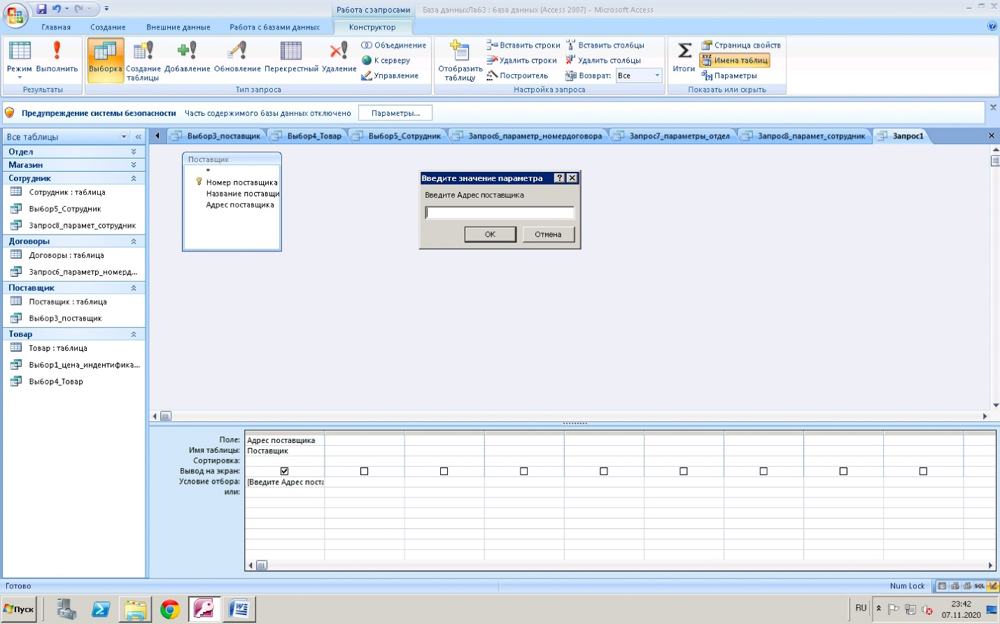 Работа с запросами
База данныхЛаб3 : база данных (Access 2007) - Microsoft Access
Главная Создание Внешние данные Работа с базами данных Конструктор
Режим Выполнить
Выборка Создание таблицы Добавление Обновление Перекрестный Удаление
Объединение
К серверу
Управление
Отобразить таблицу
Вставить строки
Удалить строки
Построитель
Вставить столбцы
Удалить столбцы
Возврат: Все
Итоги
Страница свойств
XYZ Имена таблиц
Параметры
Результаты Тип запроса Настройка запроса Показать или скрыть
Предупреждение системы безопасности Часть содержимого базы данных отключено Параметры...
Все таблицы
Отдел
Магазин
Сотрудник
Сотрудник : таблица
Выбор5_Сотрудник
Запрос8_парамет_сотрудник
Договоры
Договоры : таблица
Запрос6_параметр_номерд...
Поставщик
Поставщик : таблица
Выбор3_поставщик
Товар
Товар : таблица
Выбор1_цена_индентифика...
Выбор4_Товар
Выбор3_поставщик Выбор4_Товар Выбор5_Сотрудник Запрос6_параметр_номердоговора Запрос7_параметры_отдел Запрос8_парамет_сотрудник Запрос1
Поставщик
*
Номер поставщика
Название поставщи
Адрес поставщика
Введите значение параметра
Введите Адрес поставщика
ОК Отмена
Поле: Адрес поставщика
Имя таблицы: Поставщик
Сортировка:
Вывод на экран:
Условие отбора: [Введите Адрес поста
или:
Готово
Num Lock
SQL
Пуск
RU
23:42
07.11.2020